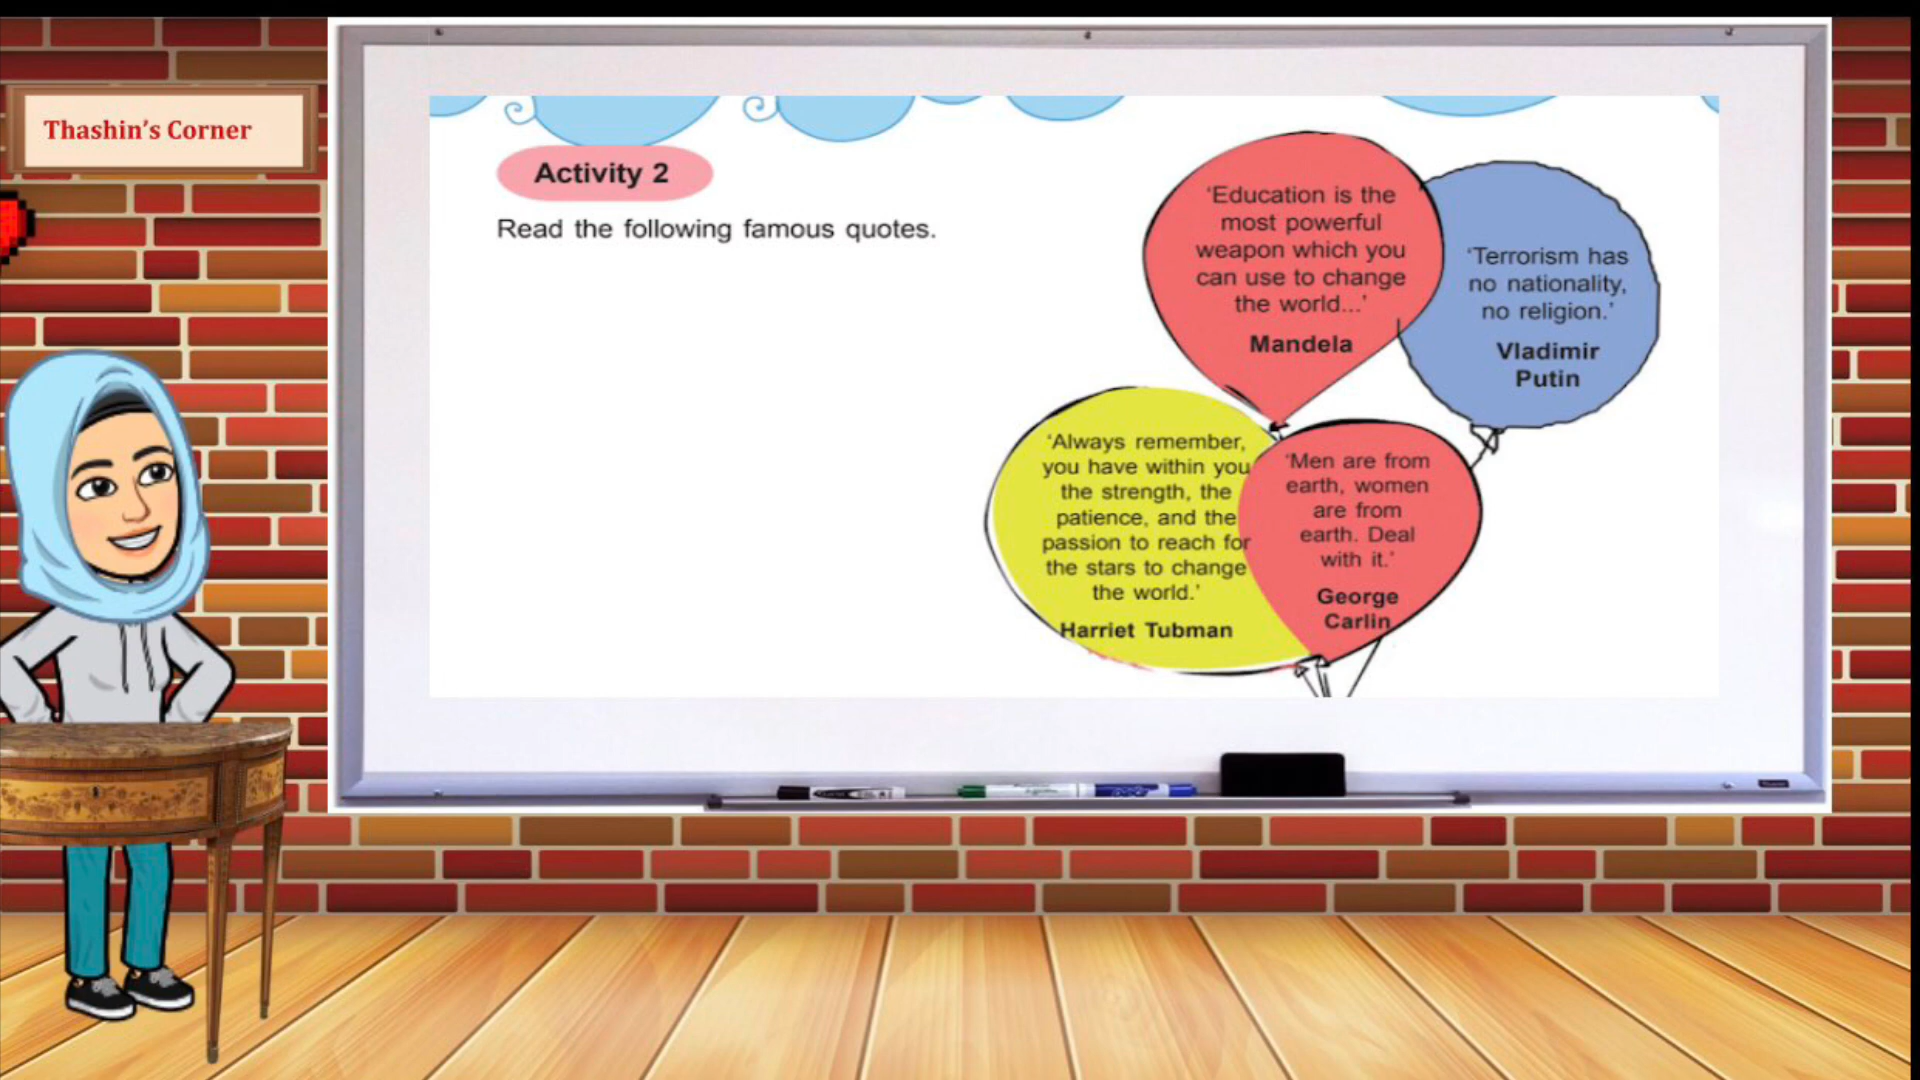 Thashin's Corner
Activity 2
Read the following famous quotes.
‘Education is the
most powerful
weapon which you
can use to change
the world...’
Mandela
‘Terrorism has
no nationality,
no religion.’
Vladimir
Putin
‘Always remember,
you have within you
the strength, the
patience, and the
passion to reach for
the stars to change
the world.’
Harriet Tubman
‘Men are from
earth, women
are from
earth. Deal
with it.’
George
Carlin